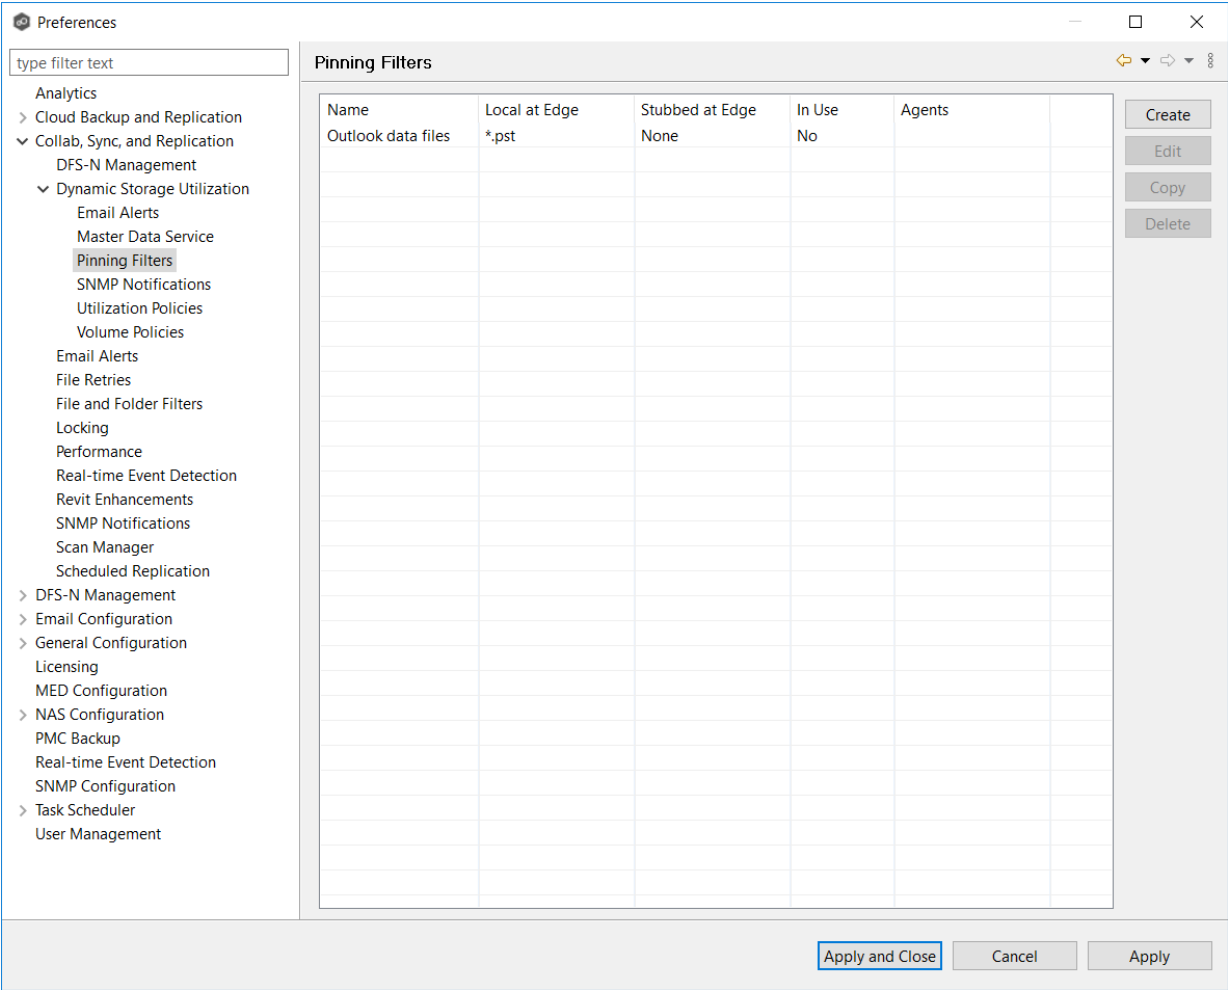 Preferences
type filter text
Analytics
Cloud Backup and Replication
Collab, Sync, and Replication
DFS-N Management
Dynamic Storage Utilization
Email Alerts
Master Data Service
Pinning Filters
SNMP Notifications
Utilization Policies
Volume Policies
Email Alerts
File Retries
File and Folder Filters
Locking
Performance
Real-time Event Detection
Revit Enhancements
SNMP Notifications
Scan Manager
Scheduled Replication
DFS-N Management
Email Configuration
General Configuration
Licensing
MED Configuration
NAS Configuration
PMC Backup
Real-time Event Detection
SNMP Configuration
Task Scheduler
User Management
Pinning Filters
Name Local at Edge Stubbed at Edge In Use Agents
Outlook data files *.pst None No
Create
Edit
Copy
Delete
Apply and Close Cancel Apply